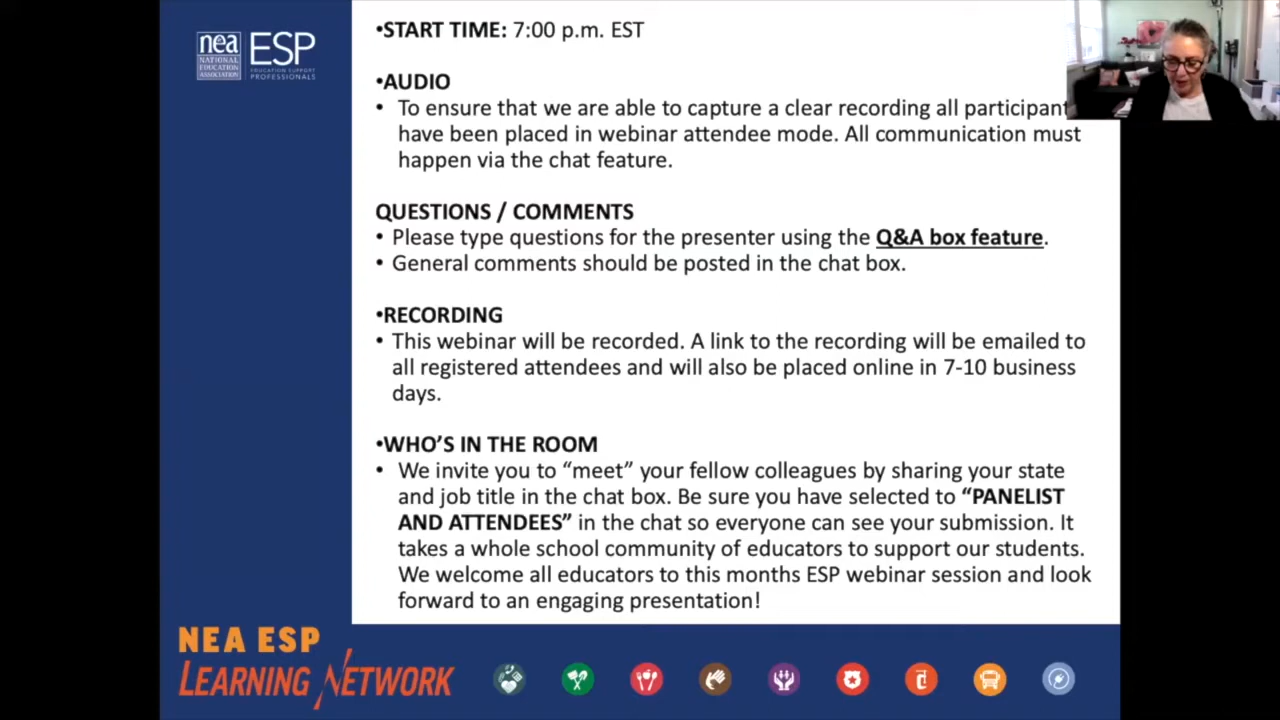 nea
NATIONAL
EDUCATION
ASSOCIATION
ESP
EDUCATION SUPPORT
PROFESSIONALS
•START TIME: 7:00 p.m. EST
•AUDIO
• To ensure that we are able to capture a clear recording all participant
have been placed in webinar attendee mode. All communication must
happen via the chat feature.
QUESTIONS / COMMENTS
• Please type questions for the presenter using the Q&A box feature.
• General comments should be posted in the chat box.
•RECORDING
• This webinar will be recorded. A link to the recording will be emailed to
all registered attendees and will also be placed online in 7-10 business
days.
•WHO’S IN THE ROOM
• We invite you to “meet” your fellow colleagues by sharing your state
and job title in the chat box. Be sure you have selected to “PANELIST
AND ATTENDEES” in the chat so everyone can see your submission. It
takes a whole school community of educators to support our students.
We welcome all educators to this months ESP webinar session and look
forward to an engaging presentation!
NEA ESP
LEARNING NETWORK